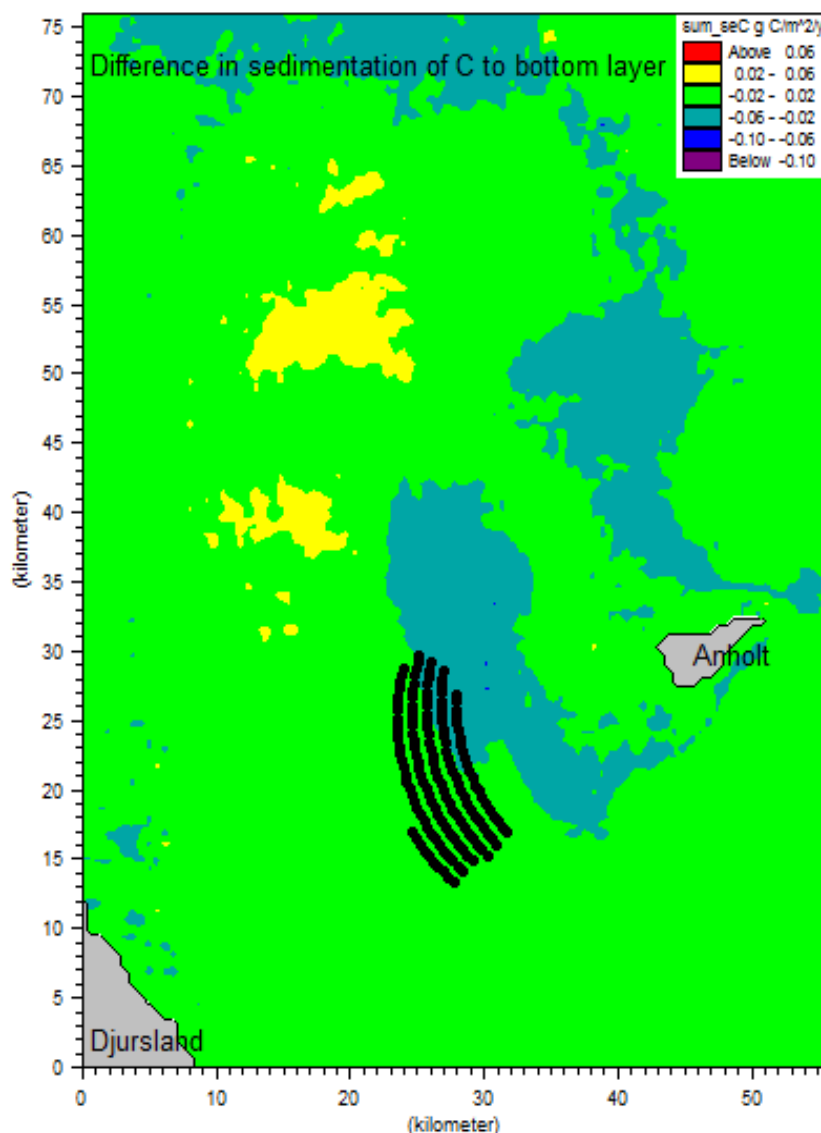 sum_seC g C/m^2/y
Above 0.06
0.02 - 0.06
-0.02 - 0.02
-0.06 - -0.02
-0.10 - -0.06
Below -0.10
Difference in sedimentation of C to bottom layer
75
70
65
60
55
50
45
40
35
30
25
20
15
10
5
0
(kilometer)
Anholt
Djursland
0 10 20 30 40 50
(kilometer)